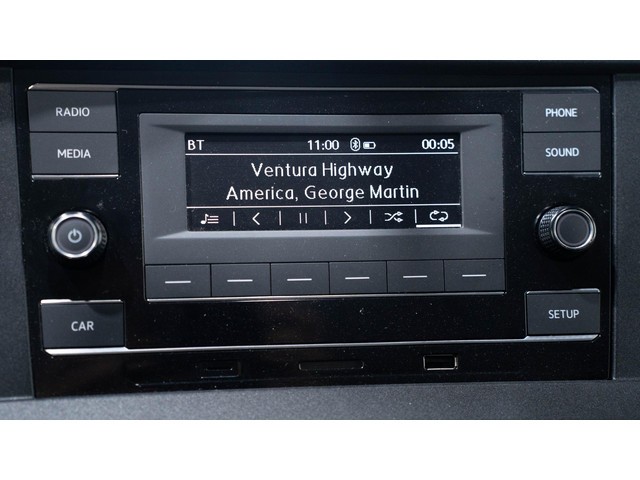 RADIO
MEDIA
CAR
BT 11:00 00:05
Ventura Highway
America, George Martin
PHONE
SOUND
SETUP